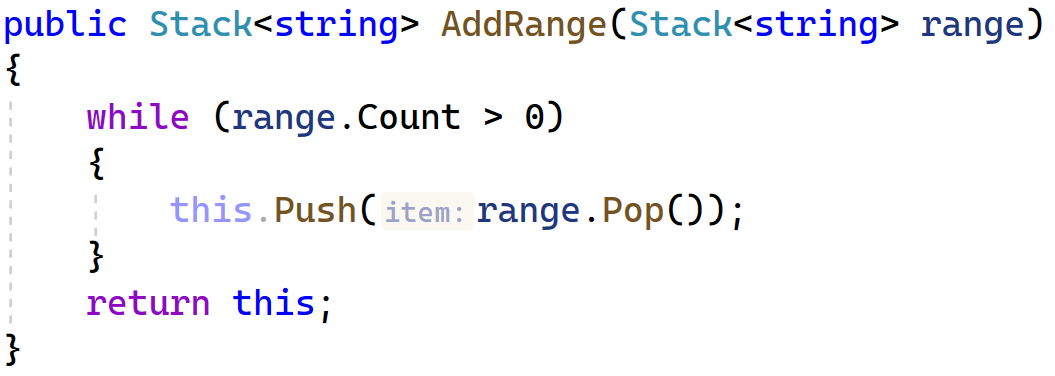 public Stack<string> AddRange(Stack<string> range)
{
    while (range.Count > 0)
    {
        this.Push(item:range.Pop());
    }
    return this;
}